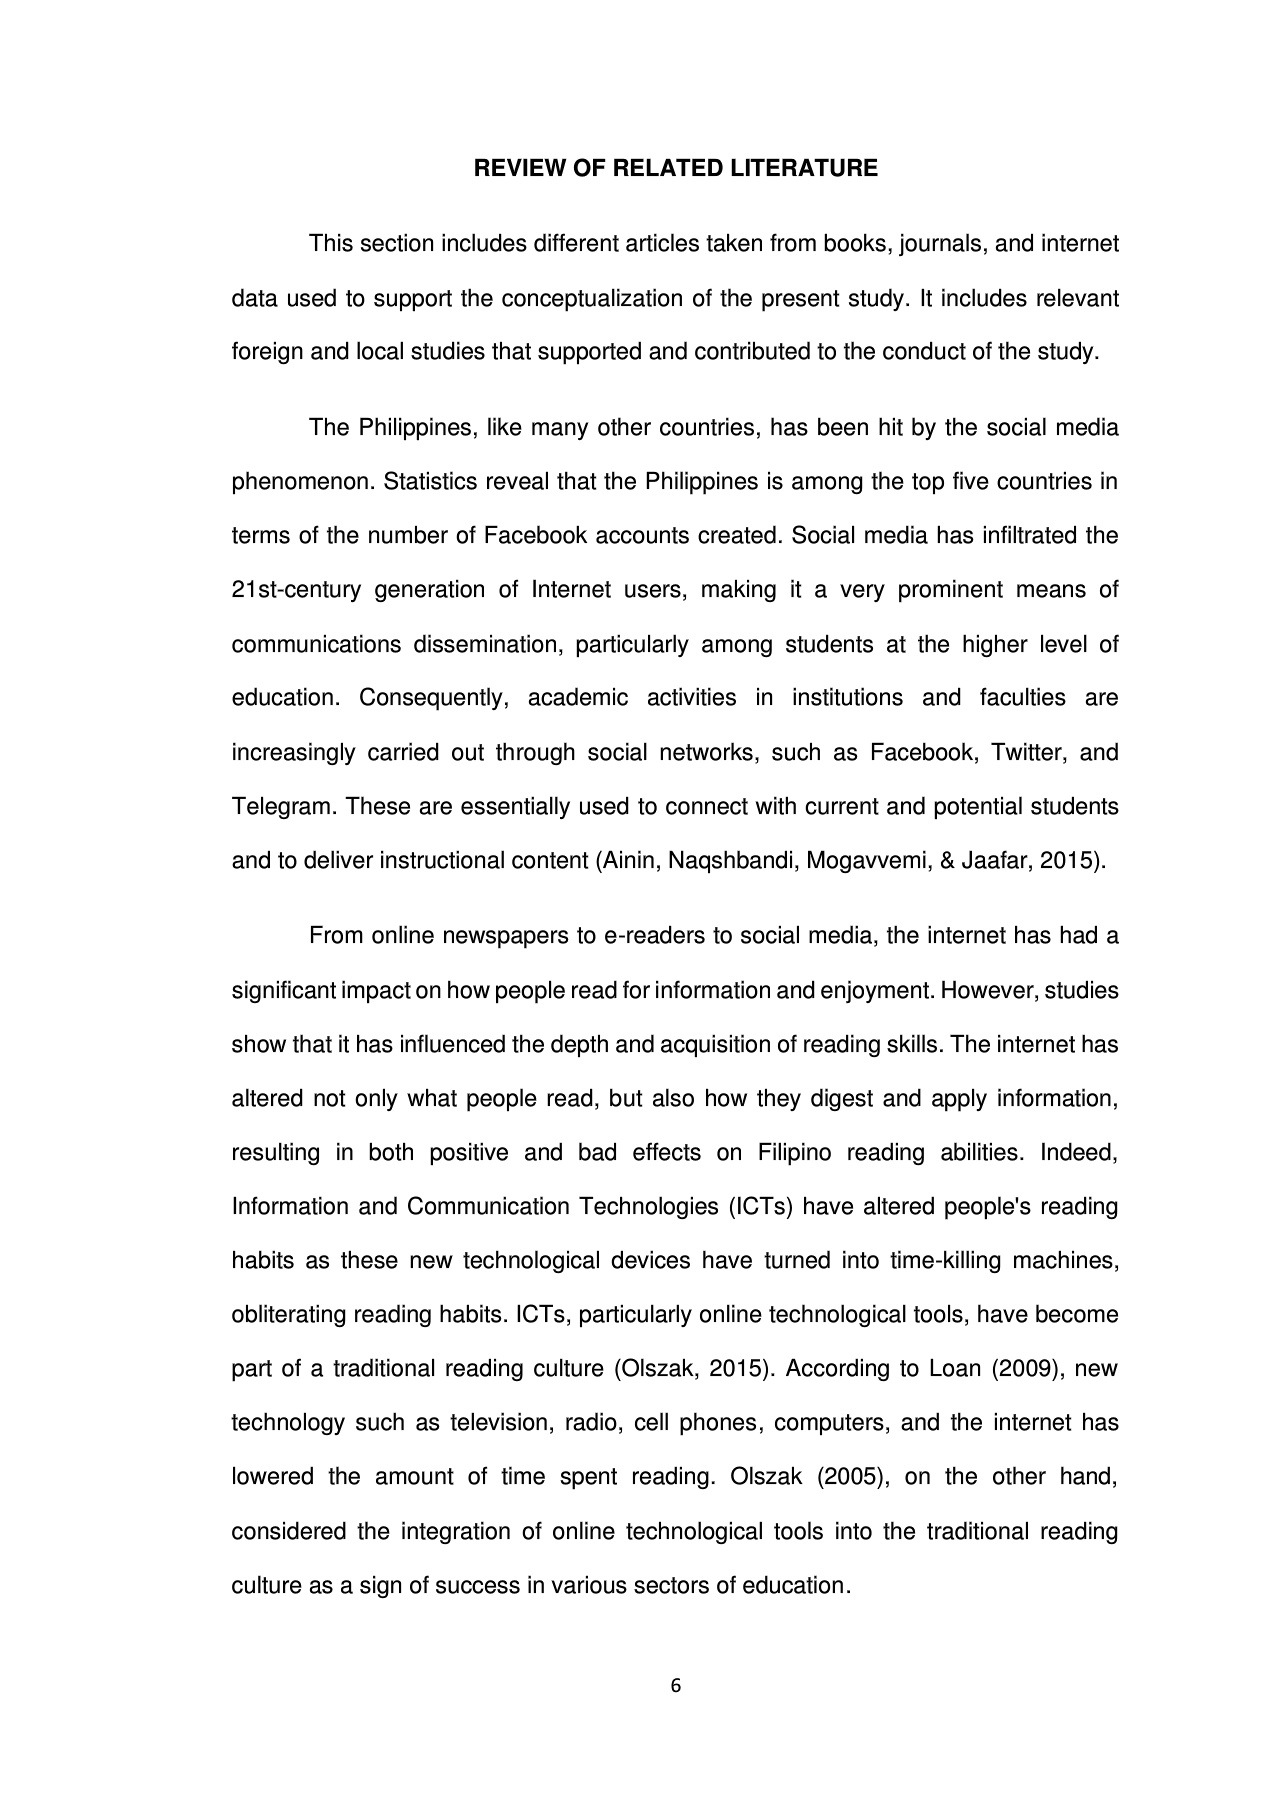 REVIEW OF RELATED LITERATURE
This section includes different articles taken from books, journals, and internet
data used to support the conceptualization of the present study. It includes relevant
foreign and local studies that supported and contributed to the conduct of the study.
The Philippines, like many other countries, has been hit by the social media
phenomenon. Statistics reveal that the Philippines is among the top five countries in
terms of the number of Facebook accounts created. Social media has infiltrated the
21st-century generation of Internet users, making it a very prominent means of
communications dissemination, particularly among students at the higher level of
education. Consequently, academic activities in institutions and faculties are
increasingly carried out through social networks, such as Facebook, Twitter, and
Telegram. These are essentially used to connect with current and potential students
and to deliver instructional content (Ainin, Naqshbandi, Mogavvemi, & Jaafar, 2015).
From online newspapers to e-readers to social media, the internet has had a
significant impact on how people read for information and enjoyment. However, studies
show that it has influenced the depth and acquisition of reading skills. The internet has
altered not only what people read, but also how they digest and apply information,
resulting in both positive and bad effects on Filipino reading abilities. Indeed,
Information and Communication Technologies (ICTs) have altered people's reading
habits as these new technological devices have turned into time-killing machines,
obliterating reading habits. ICTs, particularly online technological tools, have become
part of a traditional reading culture (Olszak, 2015). According to Loan (2009), new
technology such as television, radio, cell phones, computers, and the internet has
lowered the amount of time spent reading. Olszak (2005), on the other hand,
considered the integration of online technological tools into the traditional reading
culture as a sign of success in various sectors of education.
6